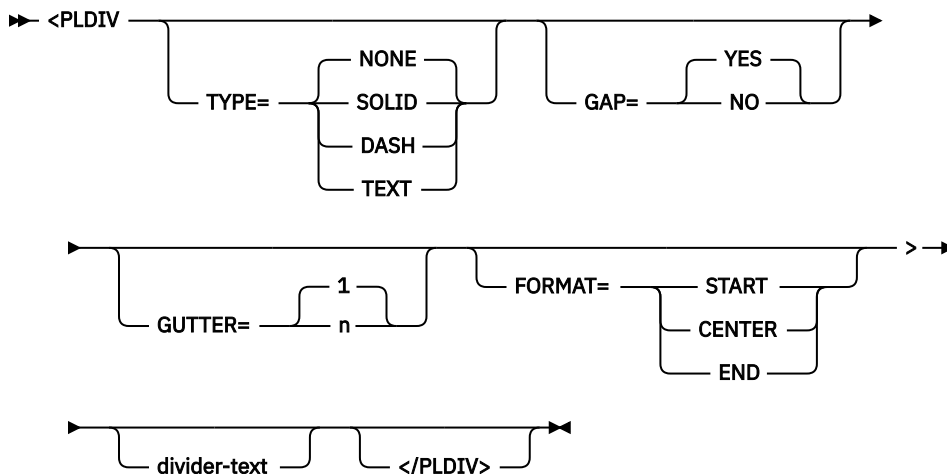 <PLDIV
NONE
YES
TYPE= SOLID
GAP= NO
DASH
TEXT
1
GUTTER= n
FORMAT= START
>
CENTER
END
divider-text
</PLDIV>